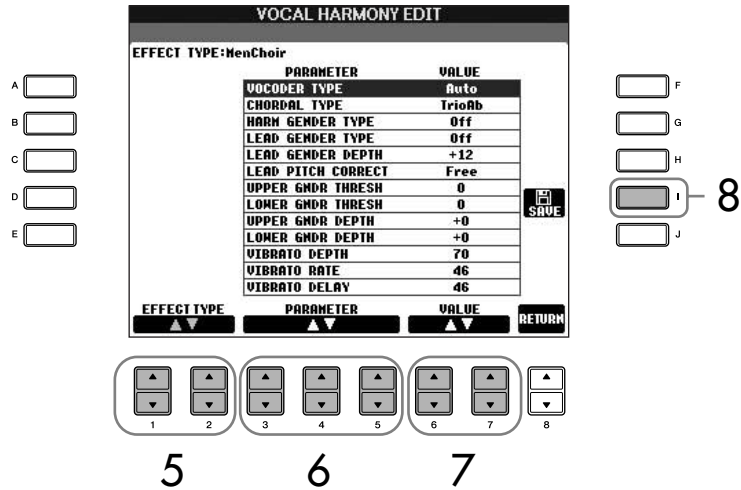 VOCAL HARMONY EDIT
EFFECT TYPE:MenChoir
PARAMETER VALUE
VOCODER TYPE Auto
CHORDAL TYPE TrioAb
HARM GENDER TYPE Off
LEAD GENDER TYPE Off
LEAD GENDER DEPTH +12
LEAD PITCH CORRECT Free
UPPER GNDR THRESH 0
LOWER GNDR THRESH 0
UPPER GNDR DEPTH +0
LOWER GNDR DEPTH +0
VIBRATO DEPTH 70
VIBRATO RATE 46
VIBRATO DELAY 46
SAVE
EFFECT TYPE PARAMETER VALUE RETURN
A
B
C
D
E
F
G
H
I 8
J
1 2 3 4 5 6 7 8
5 6 7